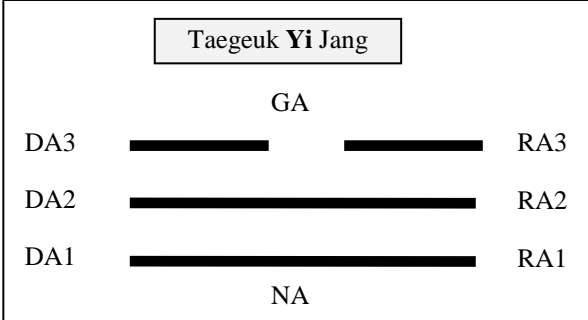 Taegeuk Yi Jang
GA
DA3 RA3
DA2 RA2
DA1 RA1
NA